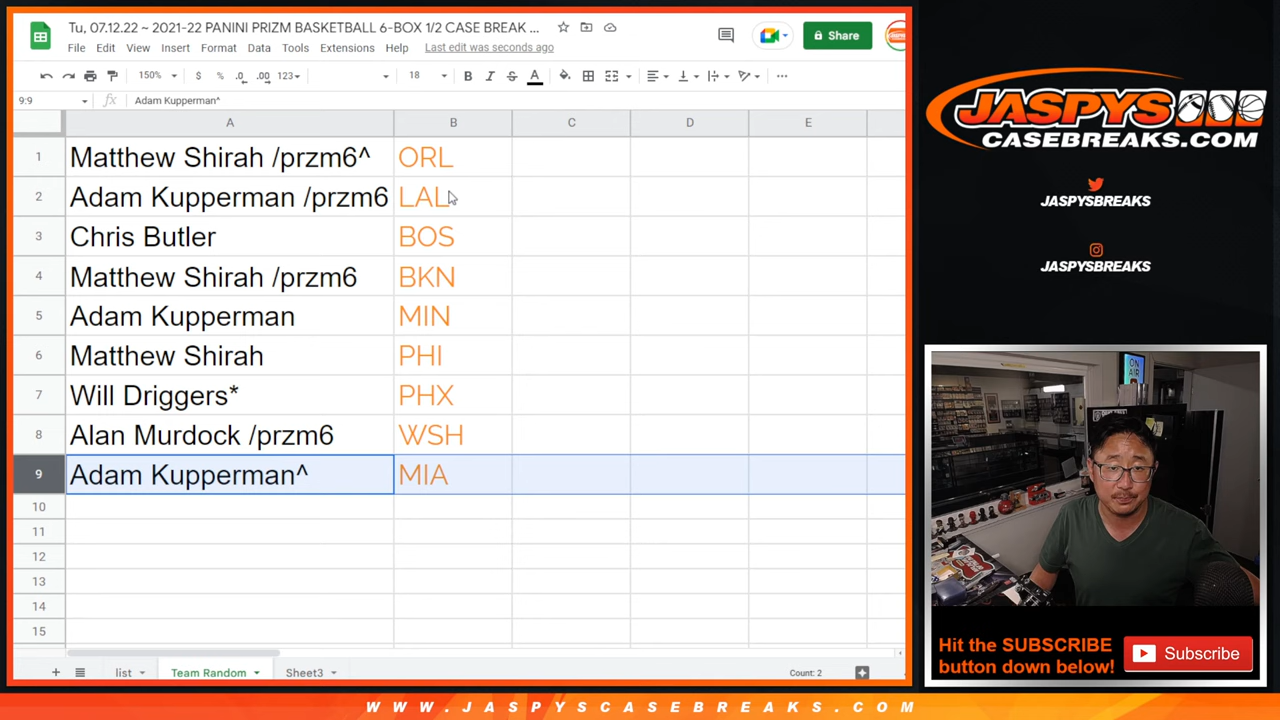 Tu, 07.12.22 ~ 2021-22 PANINI PRIZM BASKETBALL 6-BOX 1/2 CASE BREAK ...
File Edit View Insert Format Data Tools Extensions Help Last edit was seconds ago
Share
150% $ % .0 .00 123 18 B I S A
9:9 fx Adam Kupperman^
A B C D E
1 Matthew Shirah /przm6^ ORL
2 Adam Kupperman /przm6 LAL
3 Chris Butler BOS
4 Matthew Shirah /przm6 BKN
5 Adam Kupperman MIN
6 Matthew Shirah PHI
7 Will Driggers* PHX
8 Alan Murdock /przm6 WSH
9 Adam Kupperman^ MIA
10
11
12
13
14
15
list Team Random Sheet3 Count: 2
JASPYS
CASEBREAKS.COM
JASPYSBREAKS
JASPYSBREAKS
ON
AIR
Hit the SUBSCRIBE
button down below!
Subscribe
WWW.JASPYSCASEBREAKS.COM